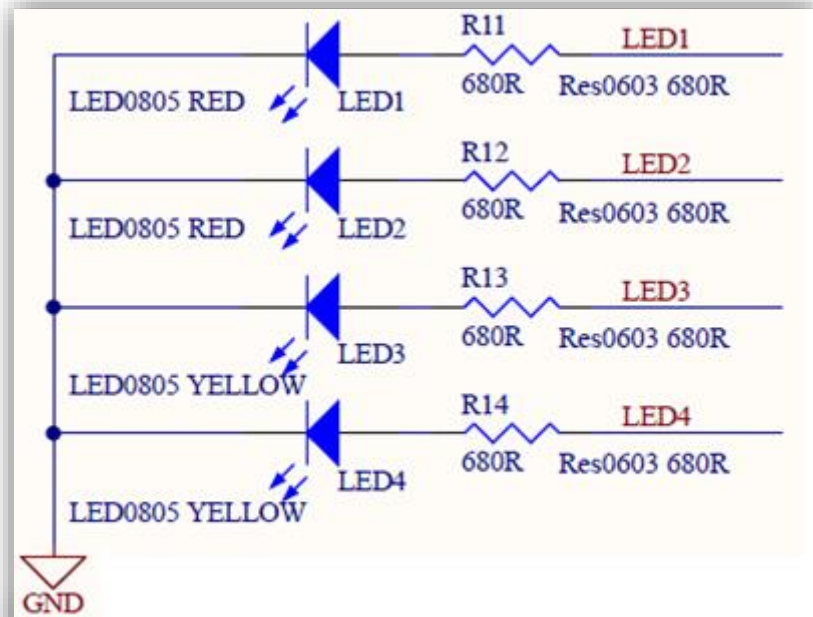 R11 LED1
680R Res0603 680R
LED0805 RED LED1
R12 LED2
680R Res0603 680R
LED0805 RED LED2
R13 LED3
680R Res0603 680R
LED3
LED0805 YELLOW
R14 LED4
680R Res0603 680R
LED4
LED0805 YELLOW
GND